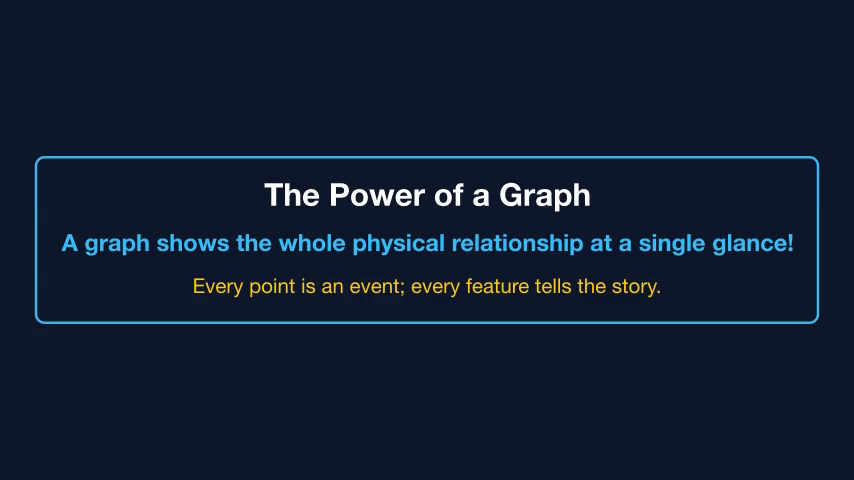 The Power of a Graph
A graph shows the whole physical relationship at a single glance!
Every point is an event; every feature tells the story.